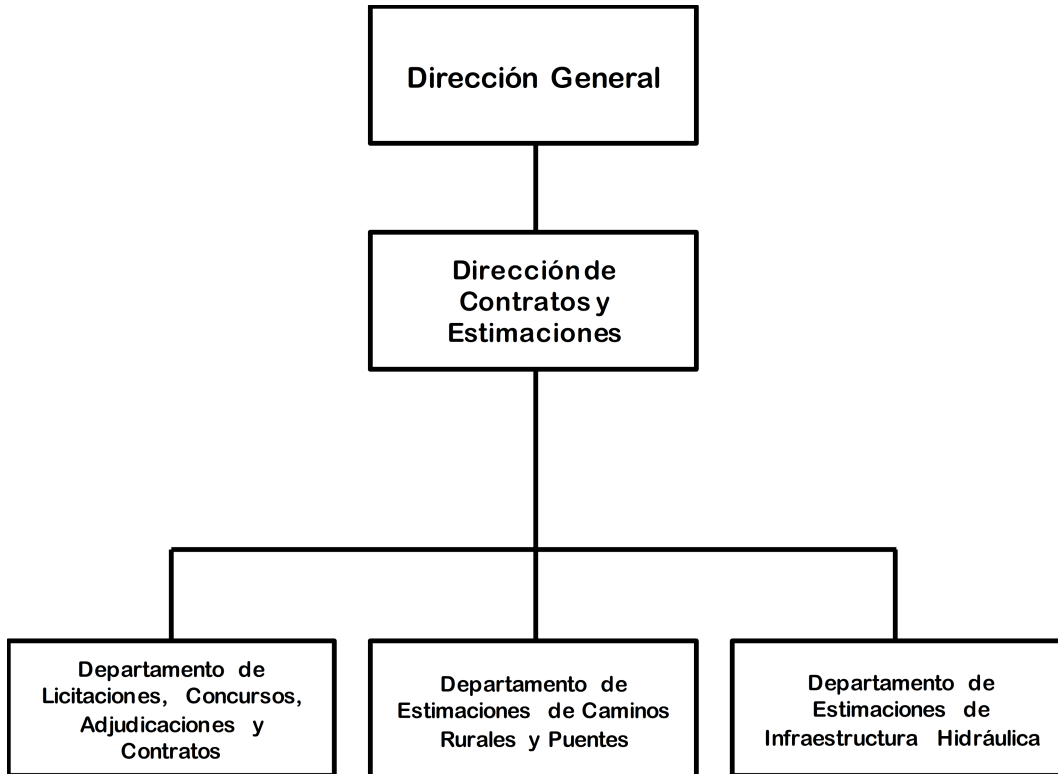 Dirección General
Dirección de
Contratos y
Estimaciones
Departamento de
Licitaciones, Concursos,
Adjudicaciones y
Contratos
Departamento de
Estimaciones de Caminos
Rurales y Puentes
Departamento de
Estimaciones de
Infraestructura Hidráulica